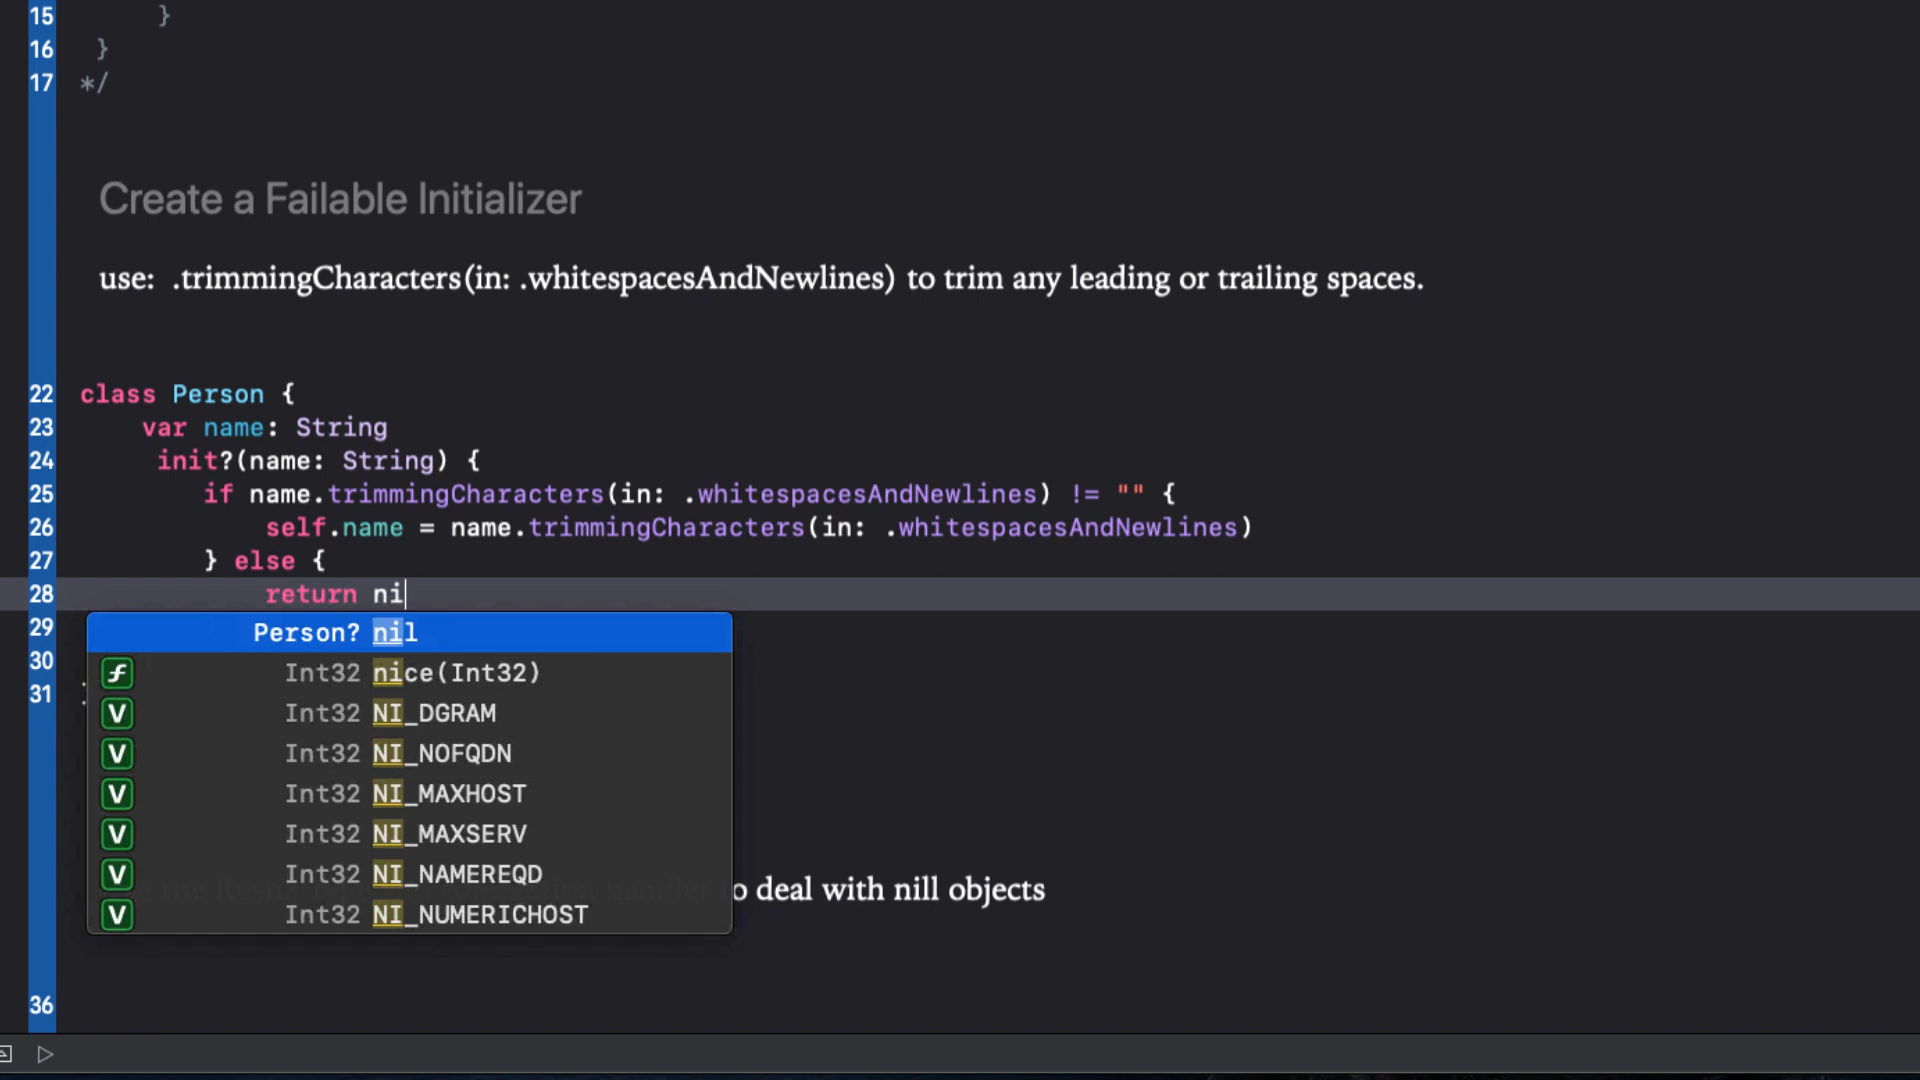 15 }
16 }
17 */
Create a Failable Initializer
use: .trimmingCharacters(in: .whitespacesAndNewlines) to trim any leading or trailing spaces.
22 class Person {
23 var name: String
24 init?(name: String) {
25 if name.trimmingCharacters(in: .whitespacesAndNewlines) != "" {
26 self.name = name.trimmingCharacters(in: .whitespacesAndNewlines)
27 } else {
28 return ni
29 Person? nil
30 f Int32 nice(Int32)
31
V Int32 NI_DGRAM
V Int32 NI_NOFQDN
V Int32 NI_MAXHOST
V Int32 NI_MAXSERV
V Int32 NI_NAMEREQD
to deal with nill objects
V Int32 NI_NUMERICHOST
36